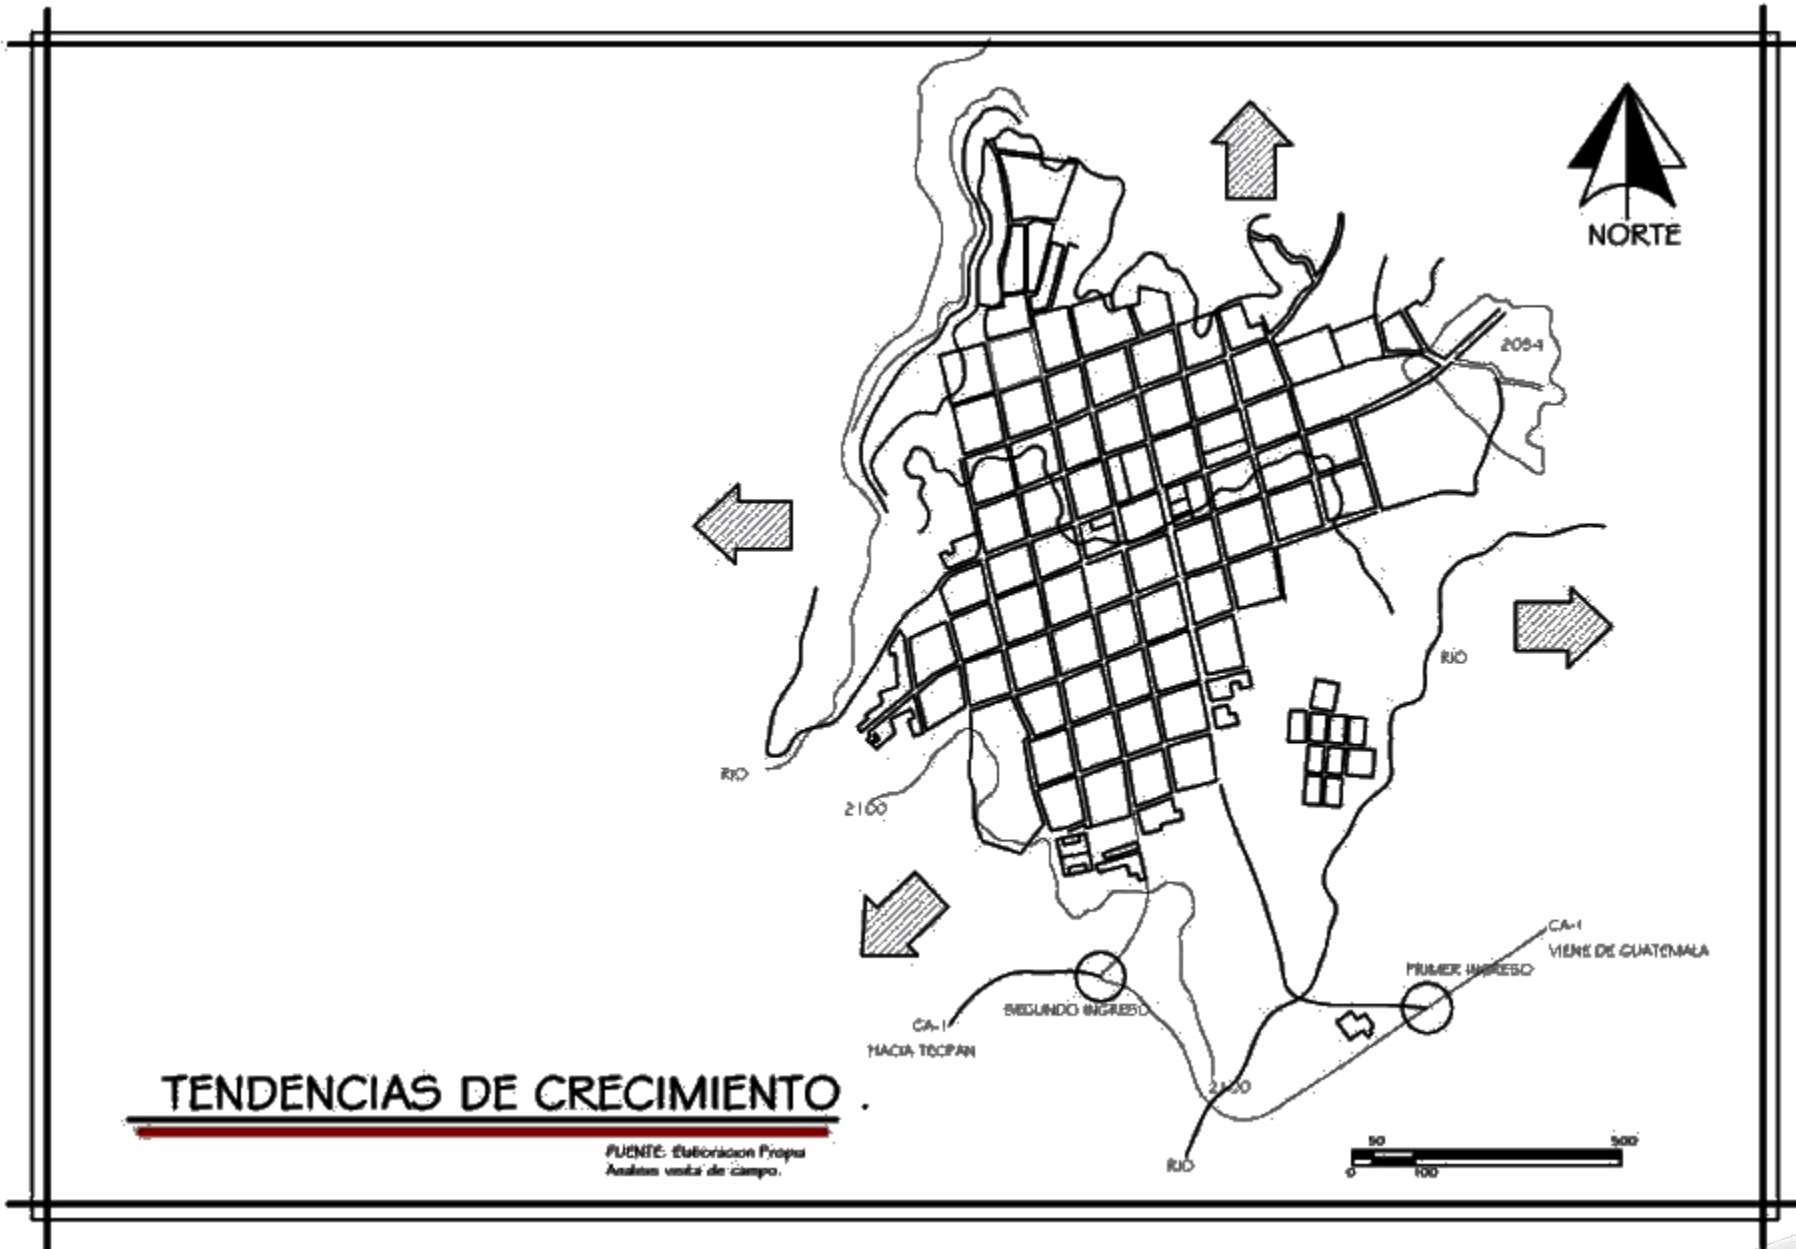 NORTE
2094
RIO
RIO
2100
CA-1
VIENE DE GUATEMALA
PRIMER INGRESO
SEGUNDO INGRESO
CA-1
HACIA TECPAN
2100
TENDENCIAS DE CRECIMIENTO .
FUENTE: Elaboracion Propia
Analisis visita de campo.
RIO
50 500
0 100